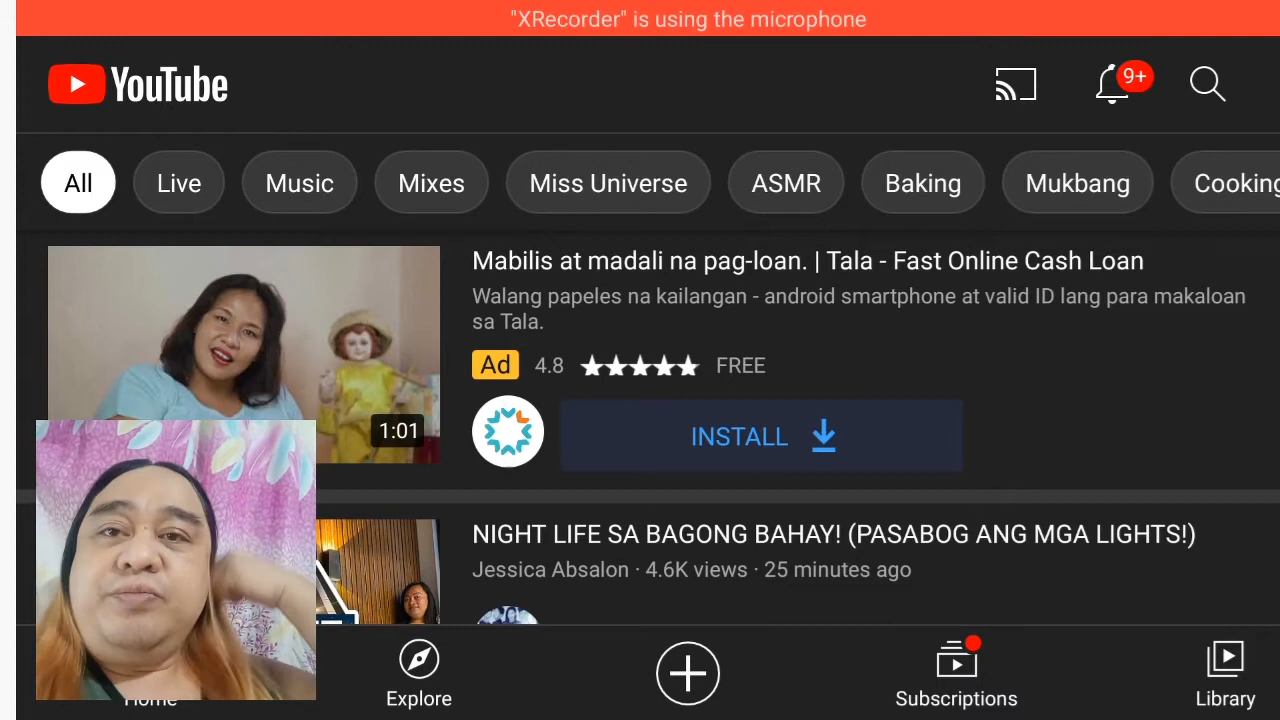 "XRecorder" is using the microphone
YouTube
9+
All
Live
Music
Mixes
Miss Universe
ASMR
Baking
Mukbang
Cooking
Mabilis at madali na pag-loan. | Tala - Fast Online Cash Loan
Walang papeles na kailangan - android smartphone at valid ID lang para makaloan
sa Tala.
Ad 4.8 FREE
1:01
INSTALL
NIGHT LIFE SA BAGONG BAHAY! (PASABOG ANG MGA LIGHTS!)
Jessica Absalon · 4.6K views · 25 minutes ago
Home
Explore
Subscriptions
Library